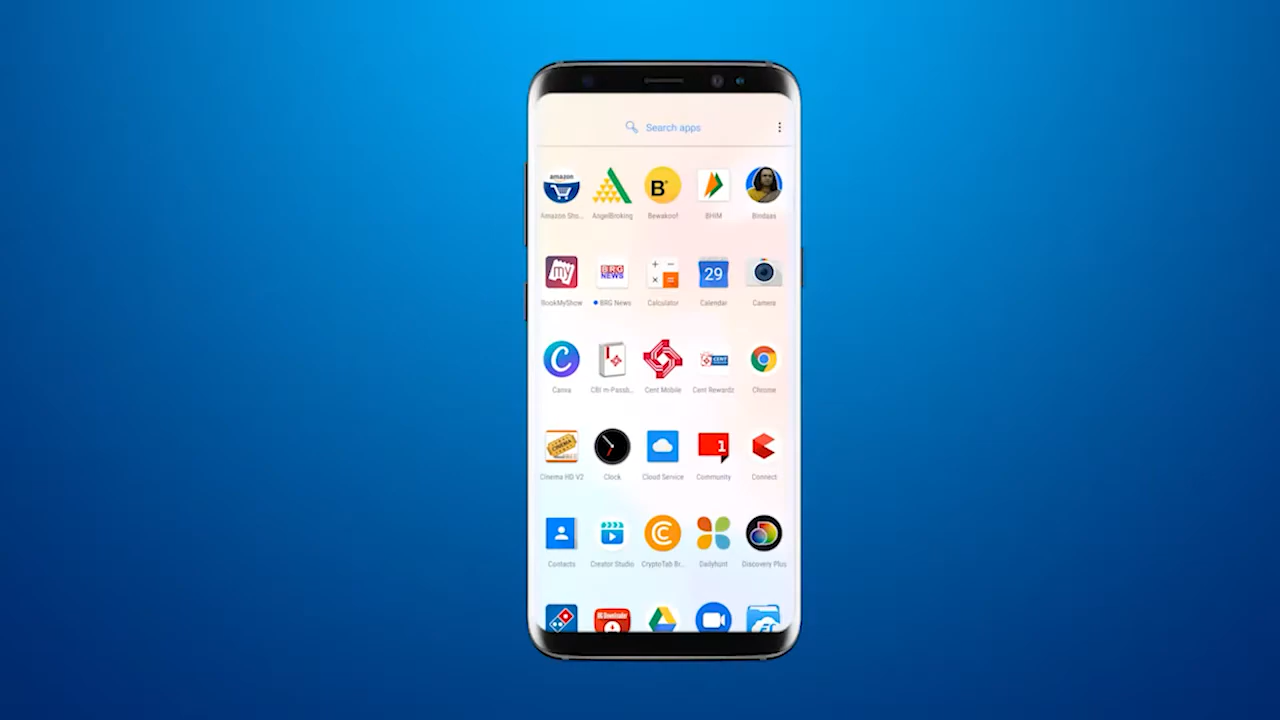 Search apps
amazon
B
Amazon Sho... AngelBroking Bewakoof BHIM Bindaas
my BRG NEWS 29
BookMyShow BRG News Calculator Calendar Camera
C CENT
Canva CBI m-Passb... Cent Mobile Cent Rewardz Chrome
CINEMA 1
Cinema HD V2 Clock Cloud Service Community Connect
C
Contacts Creator Studio CryptoTab Br... Dailyhunt Discovery Plus